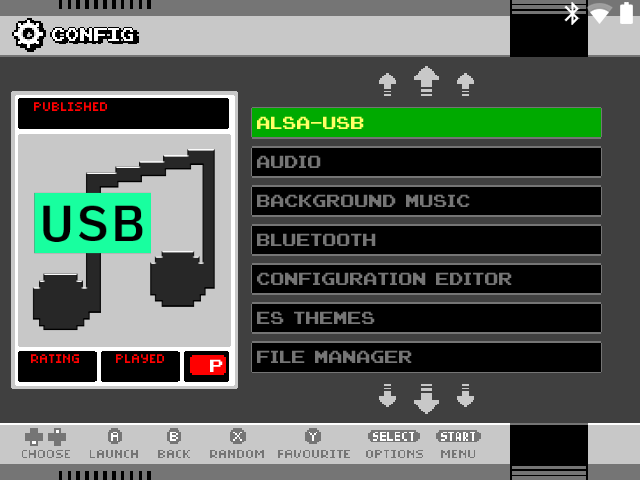 CONFIG
PUBLISHED
USB
RATING PLAYED P
ALSA-USB
AUDIO
BACKGROUND MUSIC
BLUETOOTH
CONFIGURATION EDITOR
ES THEMES
FILE MANAGER
A B X Y SELECT START
CHOOSE LAUNCH BACK RANDOM FAVOURITE OPTIONS MENU